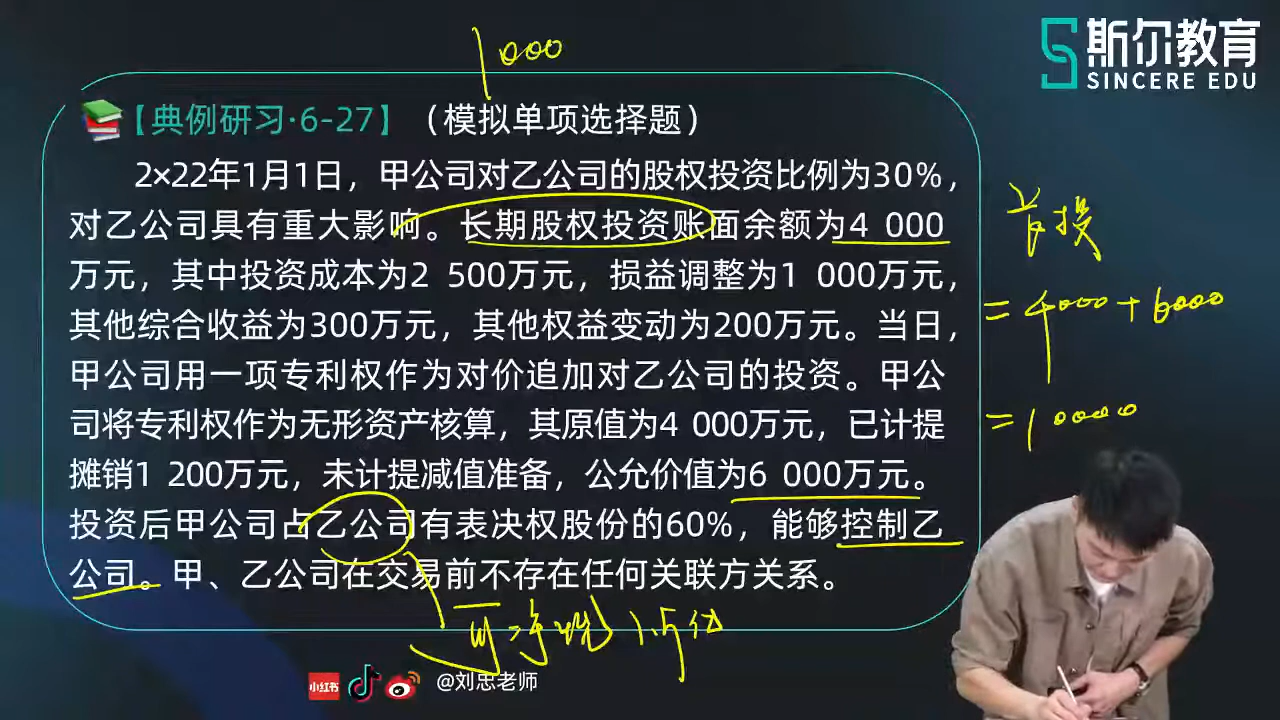 1000
斯尔教育
SINCERE EDU
【典例研习·6-27】（模拟单项选择题）
2×22年1月1日，甲公司对乙公司的股权投资比例为30%，
对乙公司具有重大影响。长期股权投资账面余额为4 000
万元，其中投资成本为2 500万元，损益调整为1 000万元，
其他综合收益为300万元，其他权益变动为200万元。当日，
甲公司用一项专利权作为对价追加对乙公司的投资。甲公
司将专利权作为无形资产核算，其原值为4 000万元，已计提
摊销1 200万元，未计提减值准备，公允价值为6 000万元。
投资后甲公司占乙公司有表决权股份的60%，能够控制乙
公司。甲、乙公司在交易前不存在任何关联方关系。
= 4000 + 6000
= 10000
1.5亿
小红书
@刘忠老师